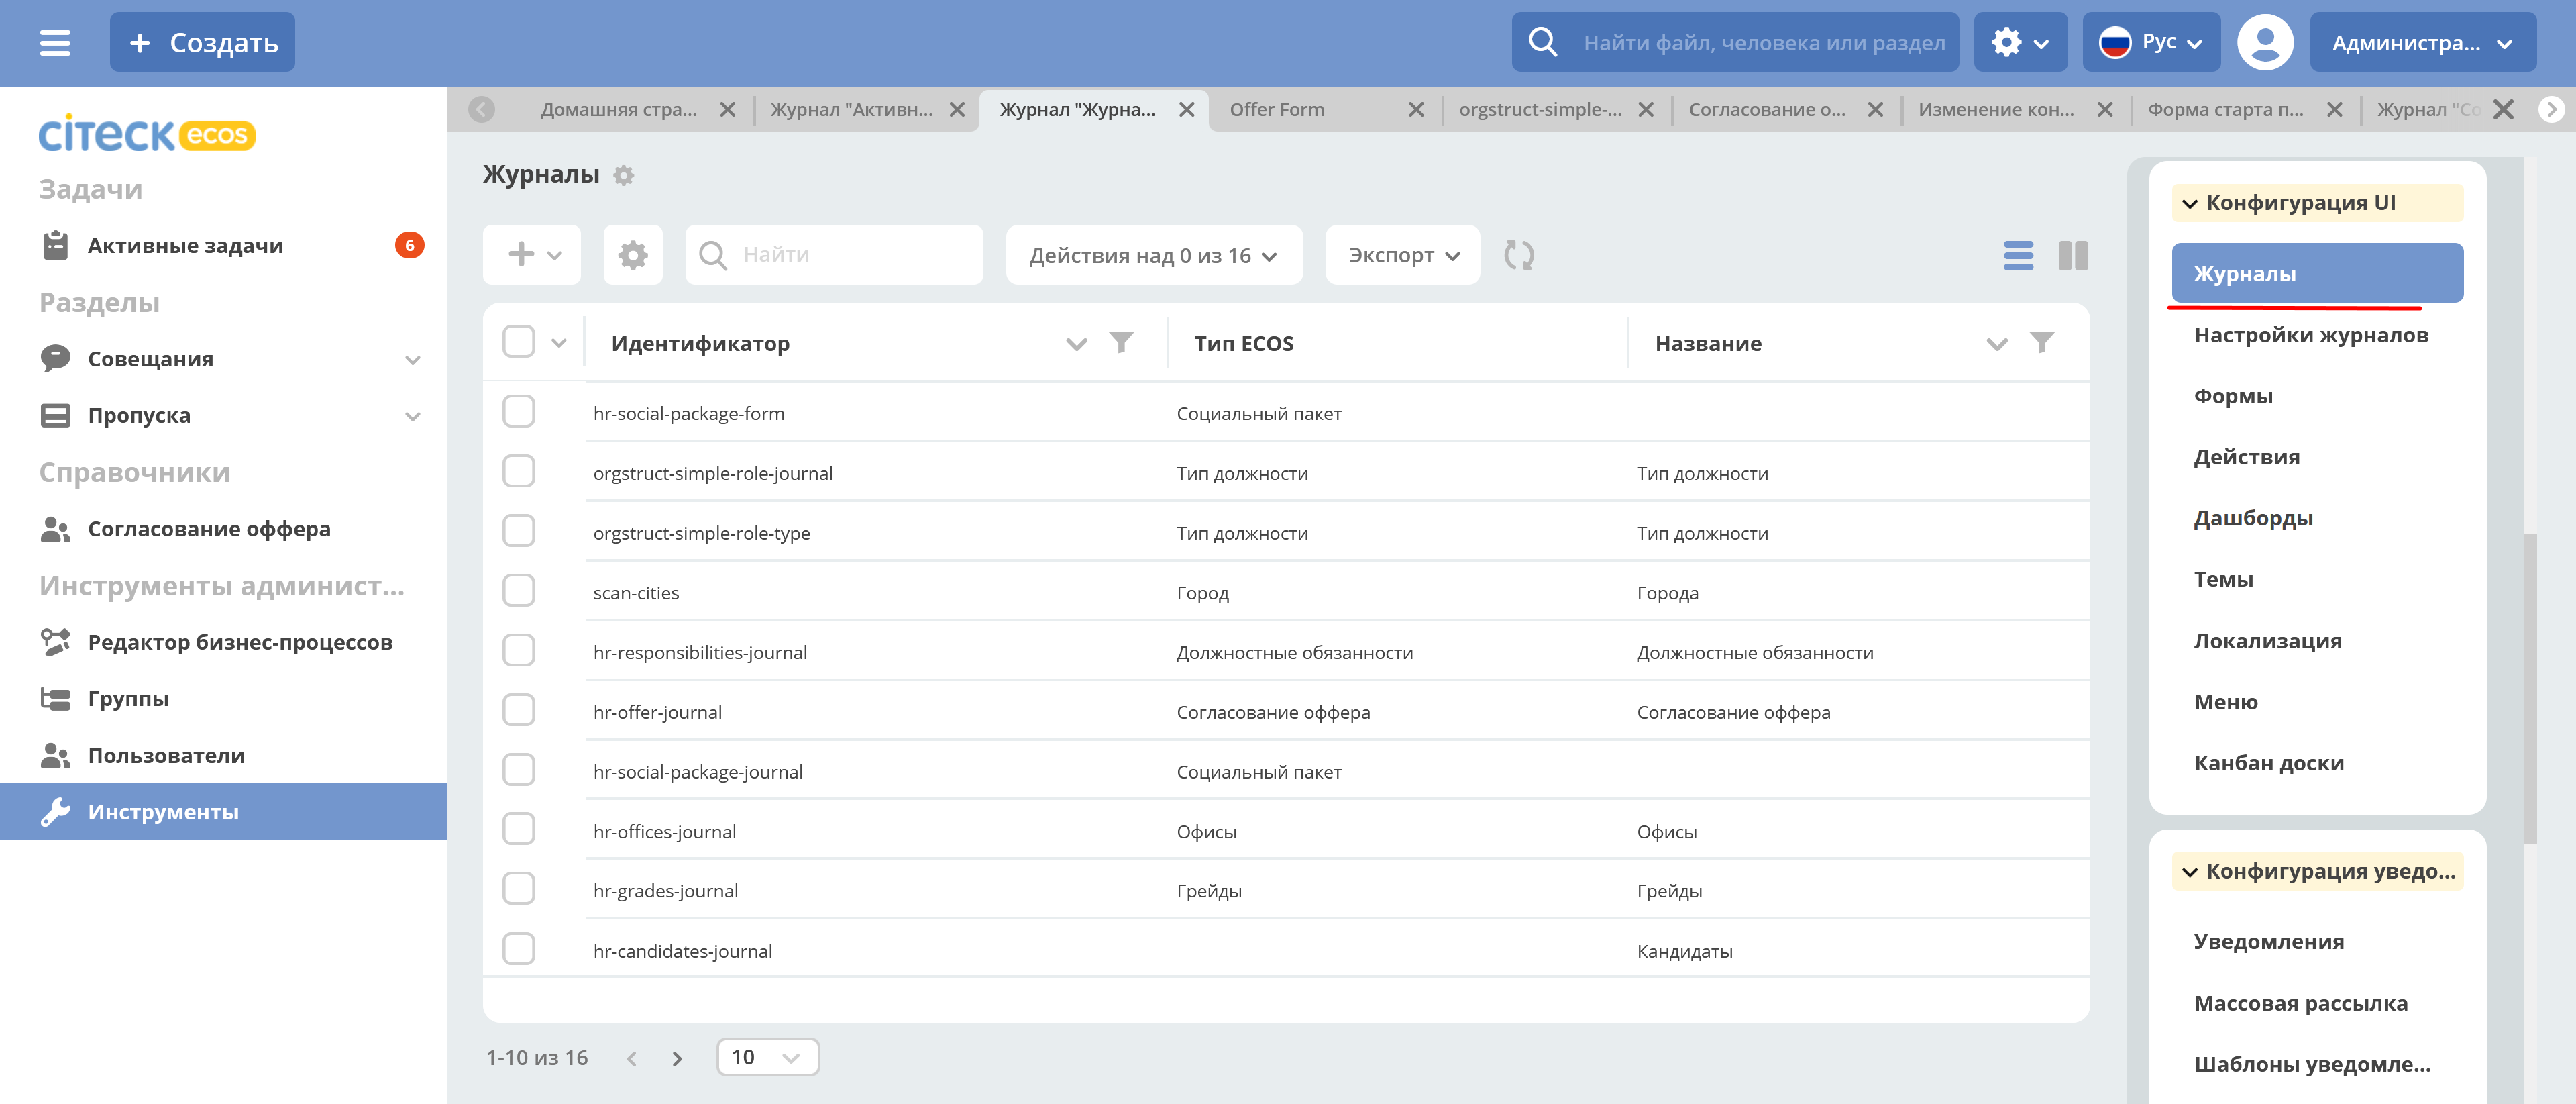 + Создать
Найти файл, человека или раздел
Рус
Администра...
Домашняя стра...
Журнал "Активн...
Журнал "Журна...
Offer Form
orgstruct-simple-...
Согласование о...
Изменение кон...
Форма старта п...
Журнал "Со
citeck ecos
Задачи
Активные задачи 6
Разделы
Совещания
Пропуска
Справочники
Согласование оффера
Инструменты админист...
Редактор бизнес-процессов
Группы
Пользователи
Инструменты
Журналы
Найти
Действия над 0 из 16
Экспорт
Идентификатор Тип ECOS Название
hr-social-package-form Социальный пакет
orgstruct-simple-role-journal Тип должности Тип должности
orgstruct-simple-role-type Тип должности Тип должности
scan-cities Город Города
hr-responsibilities-journal Должностные обязанности Должностные обязанности
hr-offer-journal Согласование оффера Согласование оффера
hr-social-package-journal Социальный пакет
hr-offices-journal Офисы Офисы
hr-grades-journal Грейды Грейды
hr-candidates-journal Кандидаты
1-10 из 16
10
Конфигурация UI
Журналы
Настройки журналов
Формы
Действия
Дашборды
Темы
Локализация
Меню
Канбан доски
Конфигурация уведо...
Уведомления
Массовая рассылка
Шаблоны уведомле...